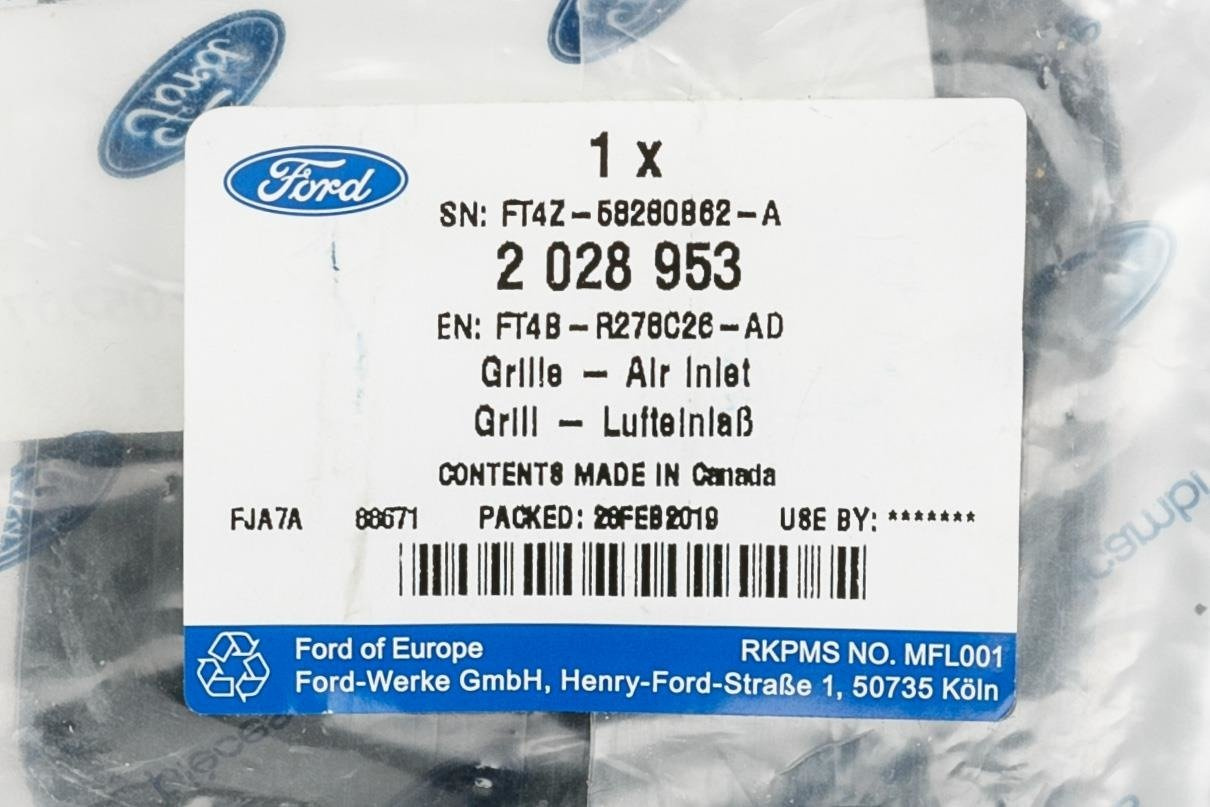 Ford
1 x
SN: FT4Z-58280B62-A
2 028 953
EN: FT4B-R278C26-AD
Grille - Air Inlet
Grill - Lufteinlaß
CONTENTS MADE IN Canada
FJA7A 88671 PACKED: 28FEB2019 USE BY: *******
Ford of Europe RKPMS NO. MFL001
Ford-Werke GmbH, Henry-Ford-Straße 1, 50735 Köln
Ford